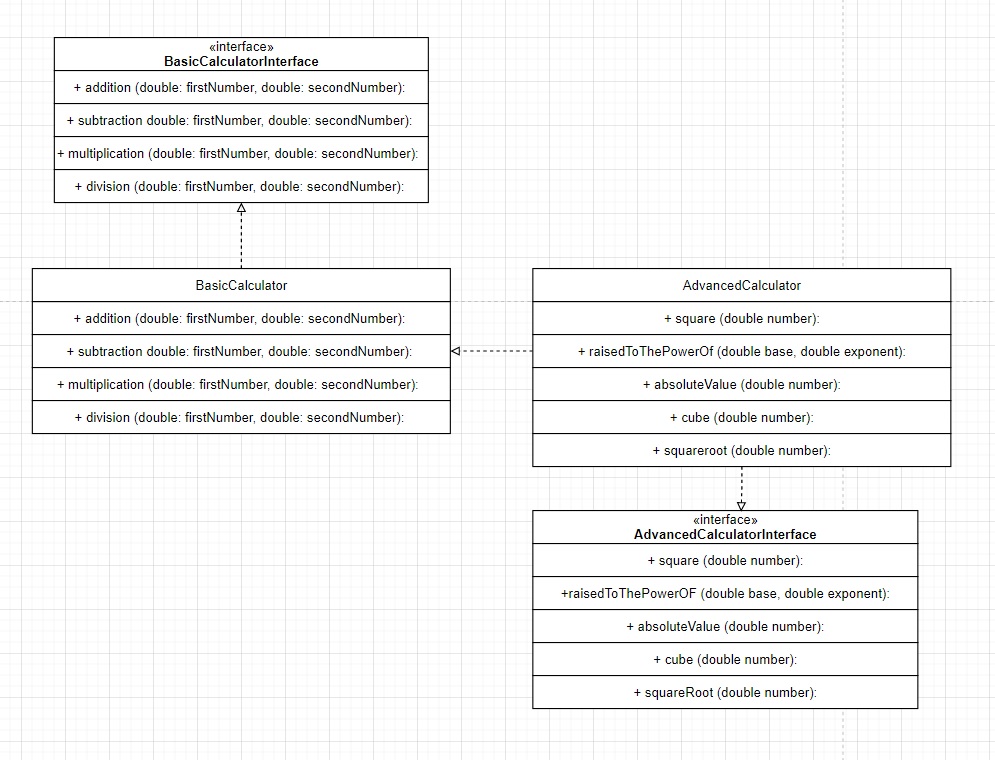 «interface»
BasicCalculatorInterface
+ addition (double: firstNumber, double: secondNumber):
+ subtraction double: firstNumber, double: secondNumber):
+ multiplication (double: firstNumber, double: secondNumber):
+ division (double: firstNumber, double: secondNumber):
BasicCalculator
+ addition (double: firstNumber, double: secondNumber):
+ subtraction double: firstNumber, double: secondNumber):
+ multiplication (double: firstNumber, double: secondNumber):
+ division (double: firstNumber, double: secondNumber):
AdvancedCalculator
+ square (double number):
+ raisedToThePowerOf (double base, double exponent):
+ absoluteValue (double number):
+ cube (double number):
+ squareroot (double number):
«interface»
AdvancedCalculatorInterface
+ square (double number):
+raisedToThePowerOF (double base, double exponent):
+ absoluteValue (double number):
+ cube (double number):
+ squareRoot (double number):